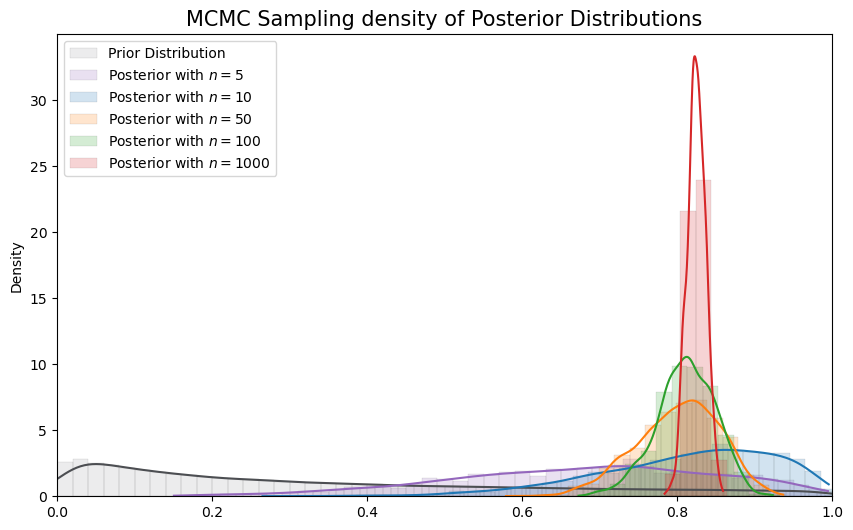 MCMC Sampling density of Posterior Distributions
Prior Distribution
Posterior with n = 5
Posterior with n = 10
Posterior with n = 50
Posterior with n = 100
Posterior with n = 1000
Density
30
25
20
15
10
5
0
0.0 0.2 0.4 0.6 0.8 1.0